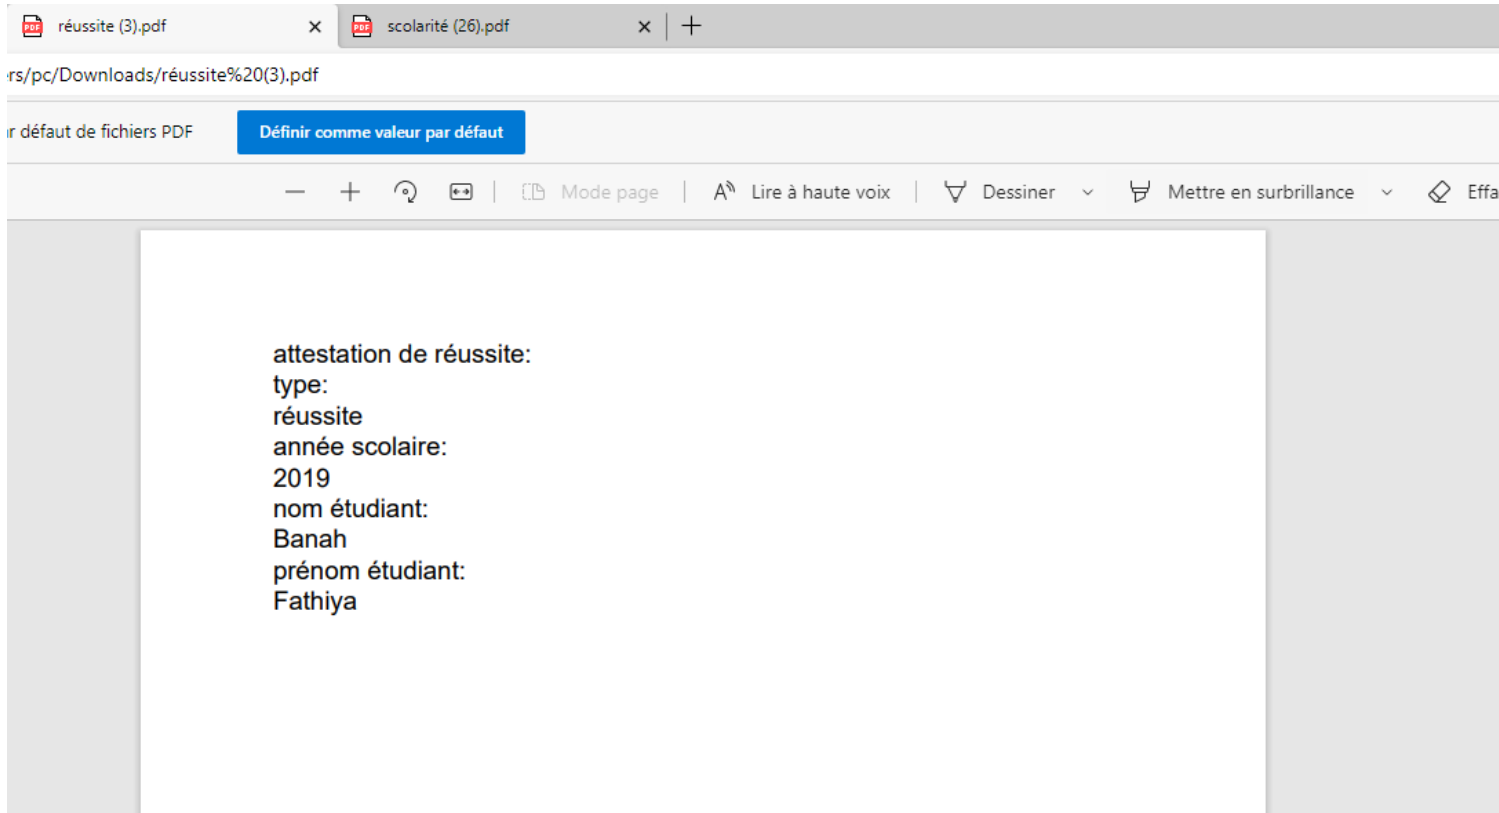 réussite (3).pdf
scolarité (26).pdf
rs/pc/Downloads/réussite%20(3).pdf
r défaut de fichiers PDF
Définir comme valeur par défaut
Mode page
Lire à haute voix
Dessiner
Mettre en surbrillance
Effa
attestation de réussite:
type:
réussite
année scolaire:
2019
nom étudiant:
Banah
prénom étudiant:
Fathiya